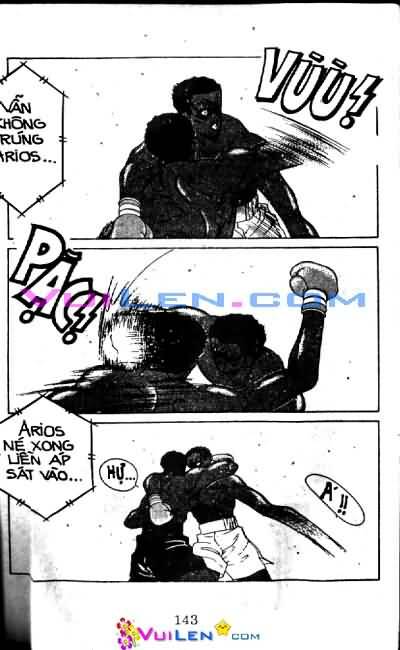 VÙÙ!
VẪN
KHÔNG
TRÚNG
ARIOS...
PẶC!!
VUILEN.COM
ARIOS
NÉ XONG
LIỀN ÁP
SÁT VÀO...
HỰ...
Á!!
143
VUILEN.COM